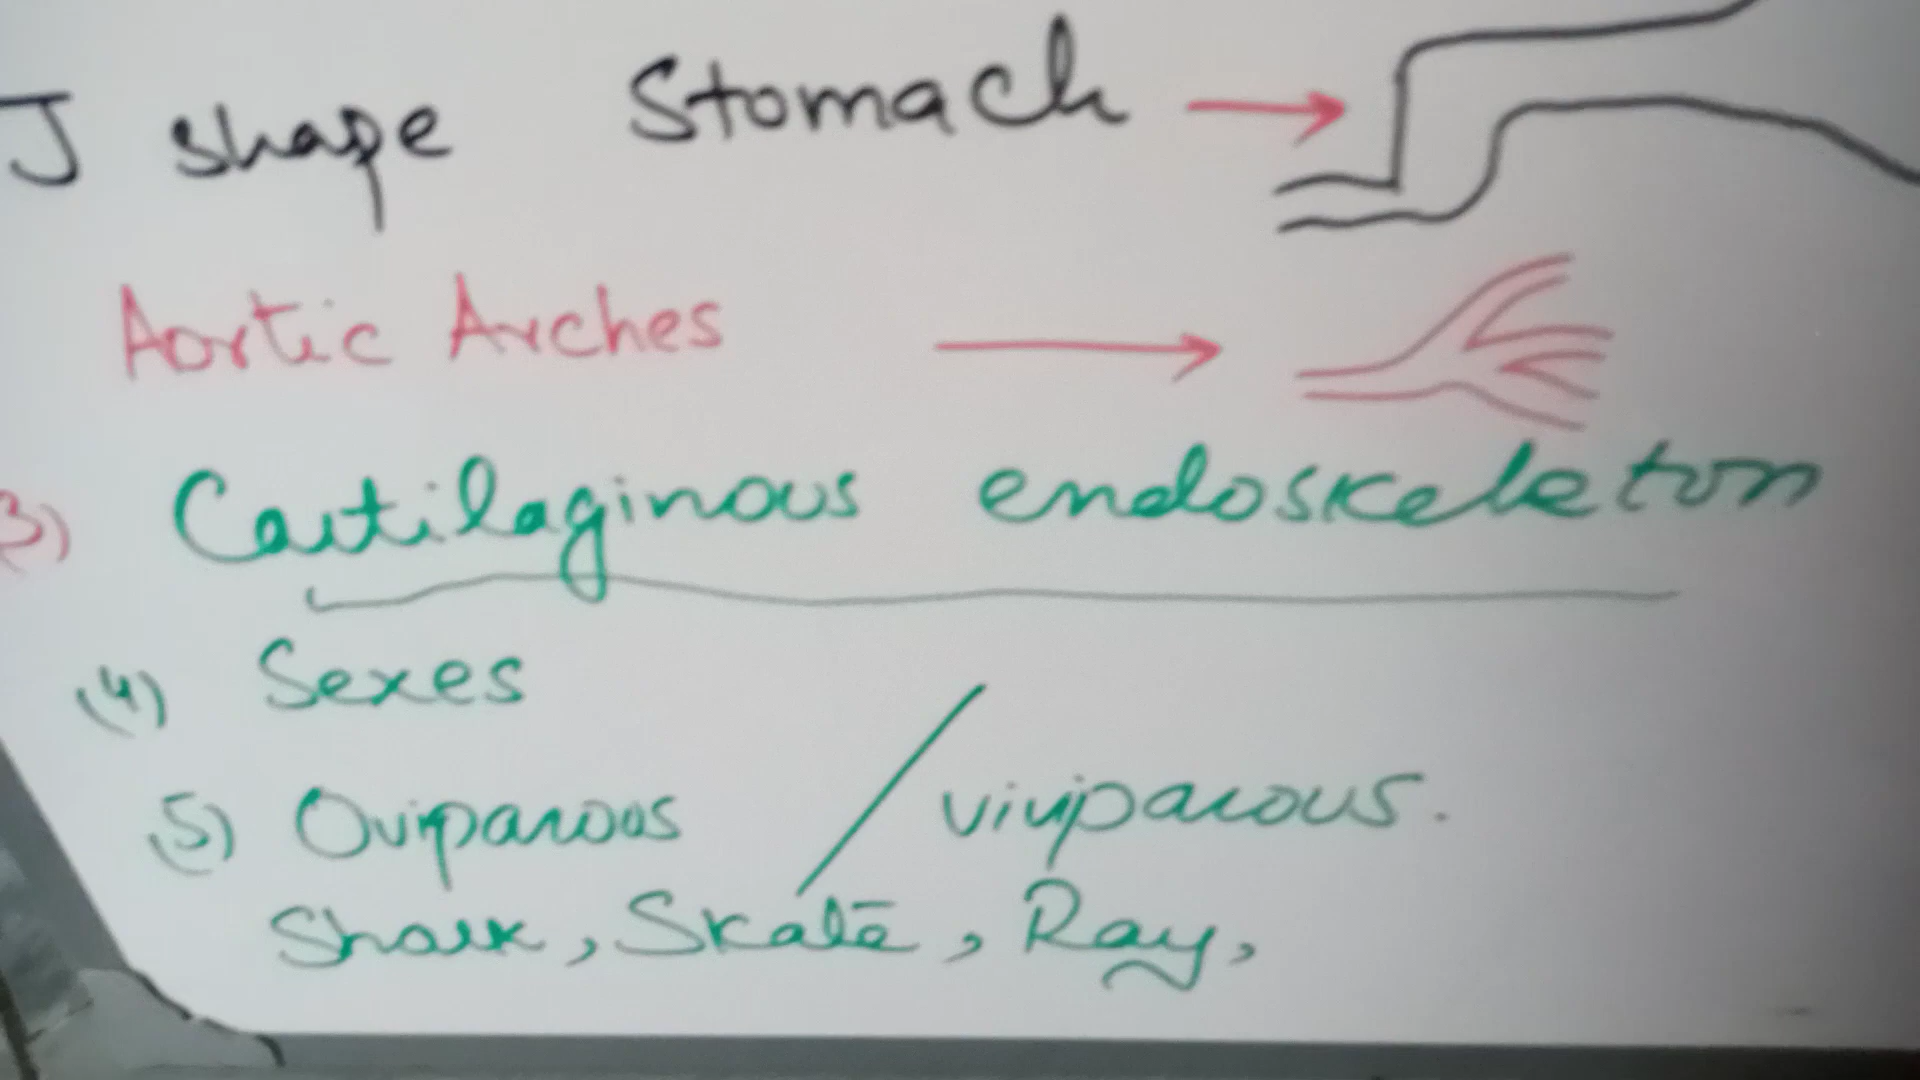 J shape Stomach →
Aortic Arches →
3) Cartilaginous endoskeleton
(4) Sexes
5) Oviparous / viviparous.
Shark, Skate, Ray,